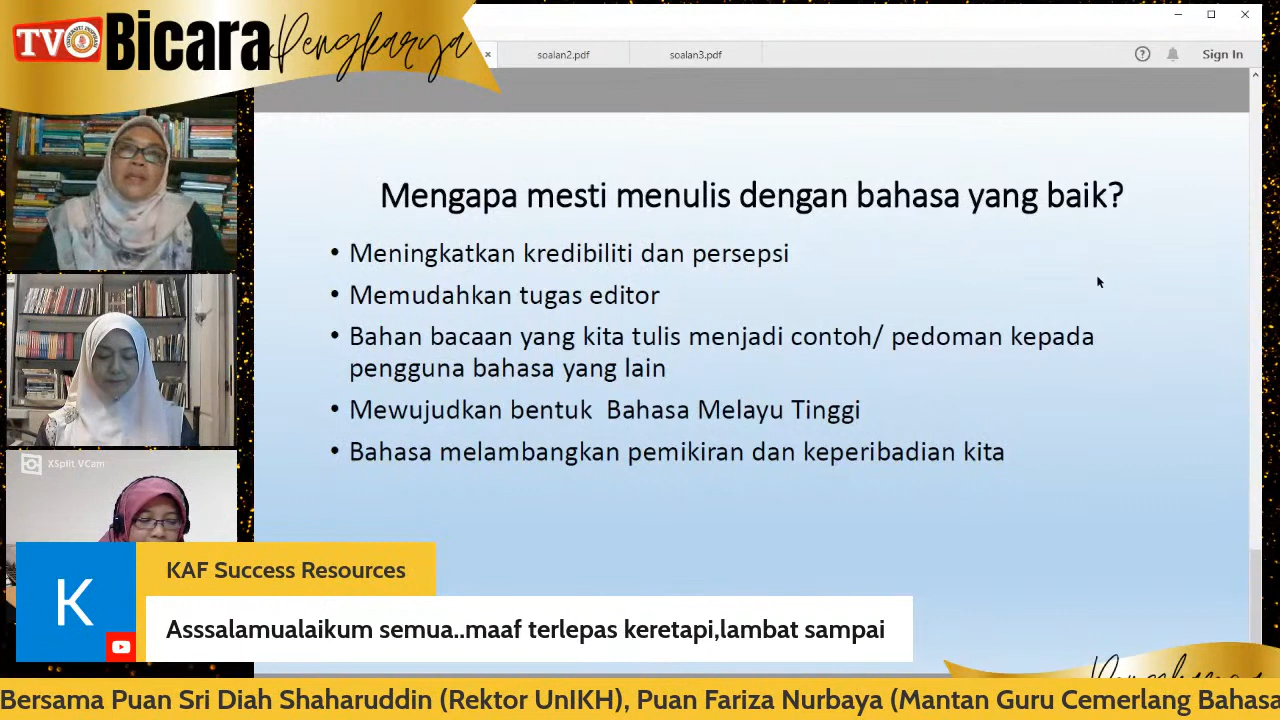 TVO Bicara Pengkarya
soalan2.pdf
soalan3.pdf
Sign In
Mengapa mesti menulis dengan bahasa yang baik?
• Meningkatkan kredibiliti dan persepsi
• Memudahkan tugas editor
• Bahan bacaan yang kita tulis menjadi contoh/ pedoman kepada
pengguna bahasa yang lain
• Mewujudkan bentuk  Bahasa Melayu Tinggi
• Bahasa melambangkan pemikiran dan keperibadian kita
XSplit VCam
K
KAF Success Resources
Asssalamualaikum semua..maaf terlepas keretapi,lambat sampai
Bersama Puan Sri Diah Shaharuddin (Rektor UnIKH), Puan Fariza Nurbaya (Mantan Guru Cemerlang Bahasa